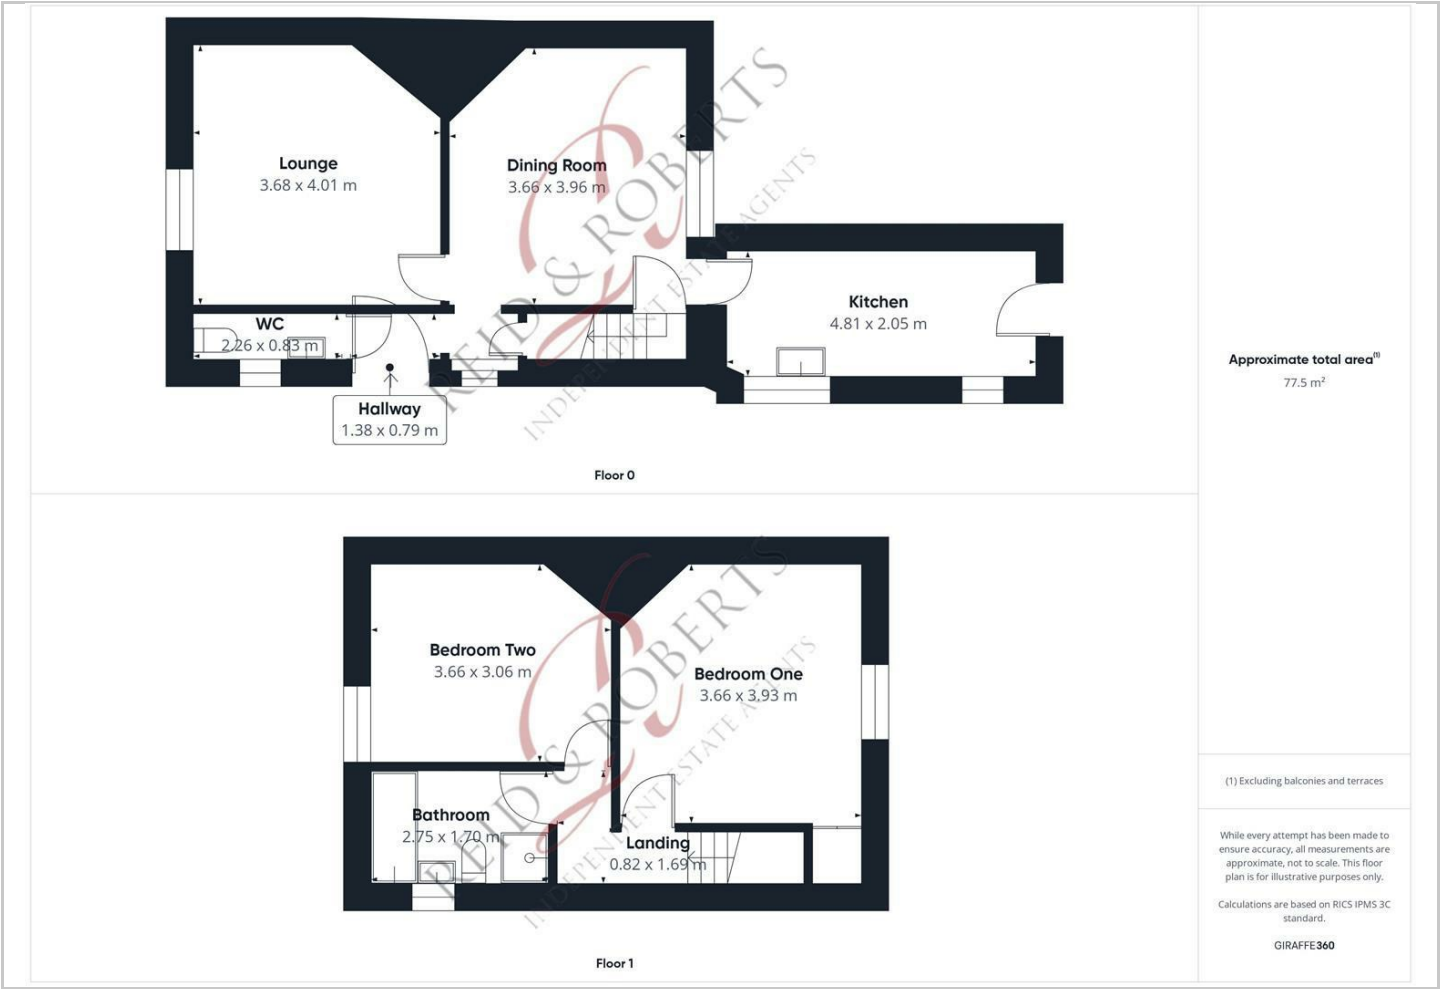 Lounge
3.68 x 4.01 m
Dining Room
3.66 x 3.96 m
Kitchen
4.81 x 2.05 m
WC
2.26 x 0.83 m
Hallway
1.38 x 0.79 m
REID & ROBERTS
INDEPENDENT ESTATE AGENTS
Floor 0
Bedroom Two
3.66 x 3.06 m
Bedroom One
3.66 x 3.93 m
Bathroom
2.75 x 1.70 m
Landing
0.82 x 1.69 m
REID & ROBERTS
INDEPENDENT ESTATE AGENTS
Floor 1
Approximate total area⁽¹⁾
77.5 m²
(1) Excluding balconies and terraces
While every attempt has been made to
ensure accuracy, all measurements are
approximate, not to scale. This floor
plan is for illustrative purposes only.
Calculations are based on RICS IPMS 3C
standard.
GIRAFFE360